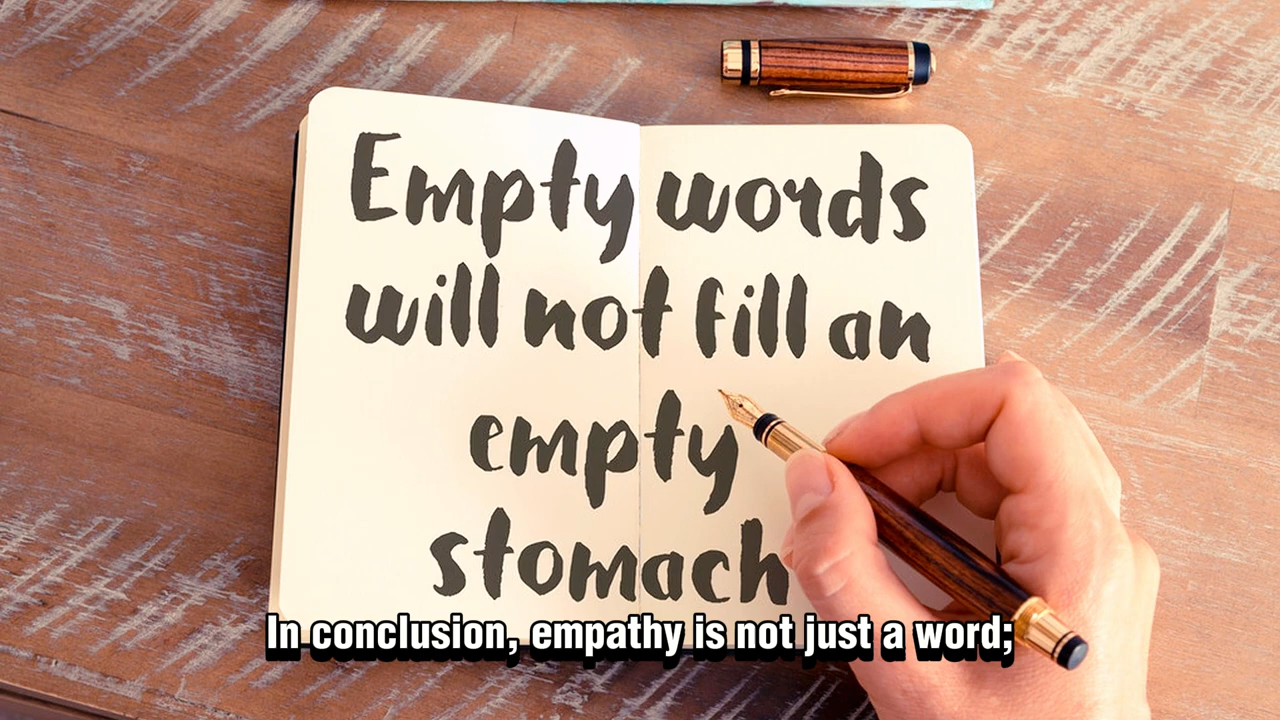 Empty words
will not fill an
empty
stomach
In conclusion, empathy is not just a word;